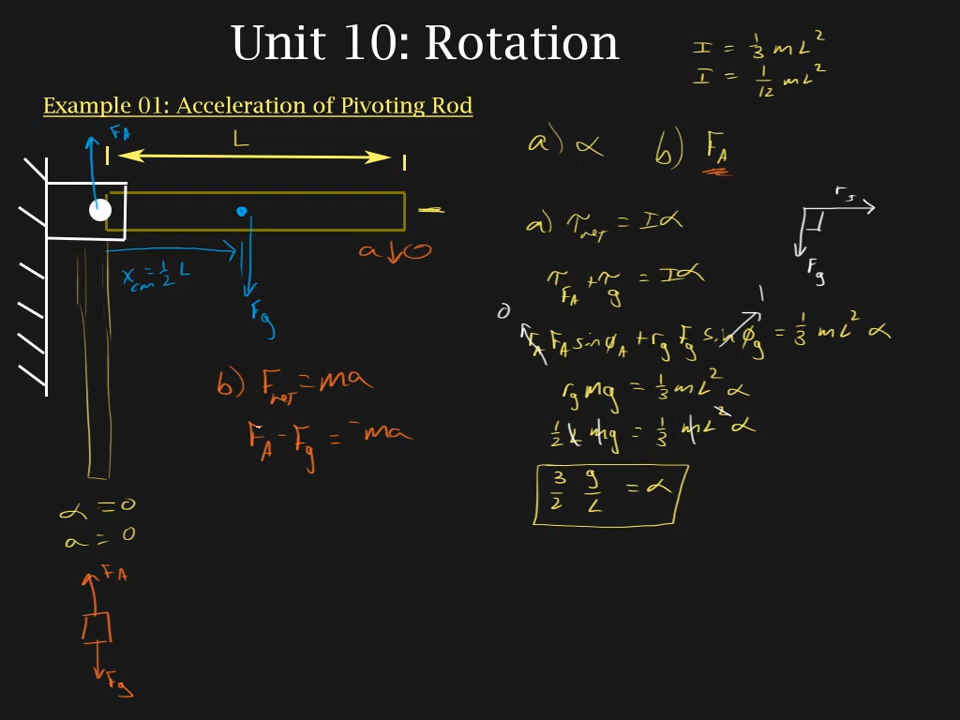 Unit 10: Rotation
I = 1/3 mL²
I = 1/12 mL²
Example 01: Acceleration of Pivoting Rod
F_A
L
a) α b) F_A
x_cm = 1/2 L
F_g
a↓
a) τ_net = Iα
τ_FA + τ_g = Iα
F_g
0
1
r_A F_A sin φ_A + r_g F_g sin φ_g = 1/3 mL² α
r_g mg = 1/3 mL² α
1/2 L mg = 1/3 mL² α
3/2 g/L = α
b) F_net = ma
F_A - F_g = -ma
α = 0
a = 0
F_A
F_g